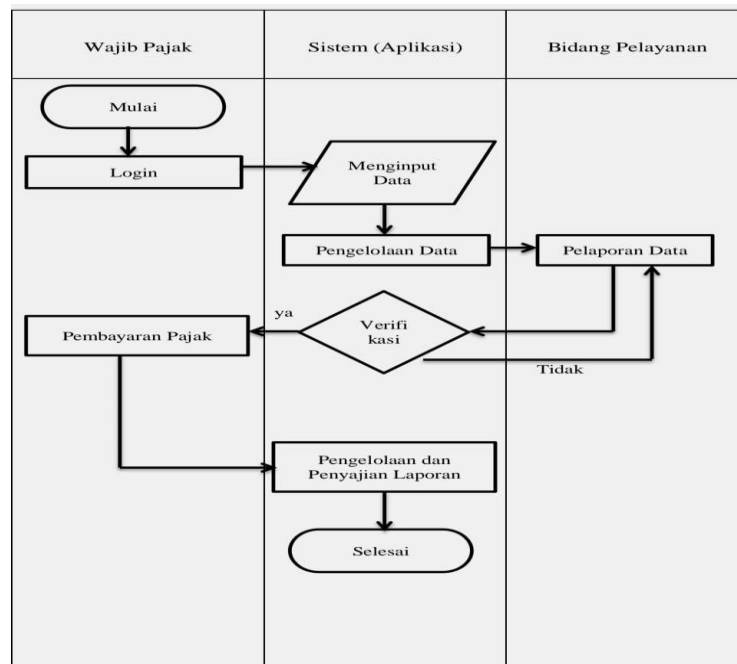 Wajib Pajak
Sistem (Aplikasi)
Bidang Pelayanan
Mulai
Login
Menginput
Data
Pengelolaan Data
Pelaporan Data
ya
Verifi
kasi
Pembayaran Pajak
Tidak
Pengelolaan dan
Penyajian Laporan
Selesai